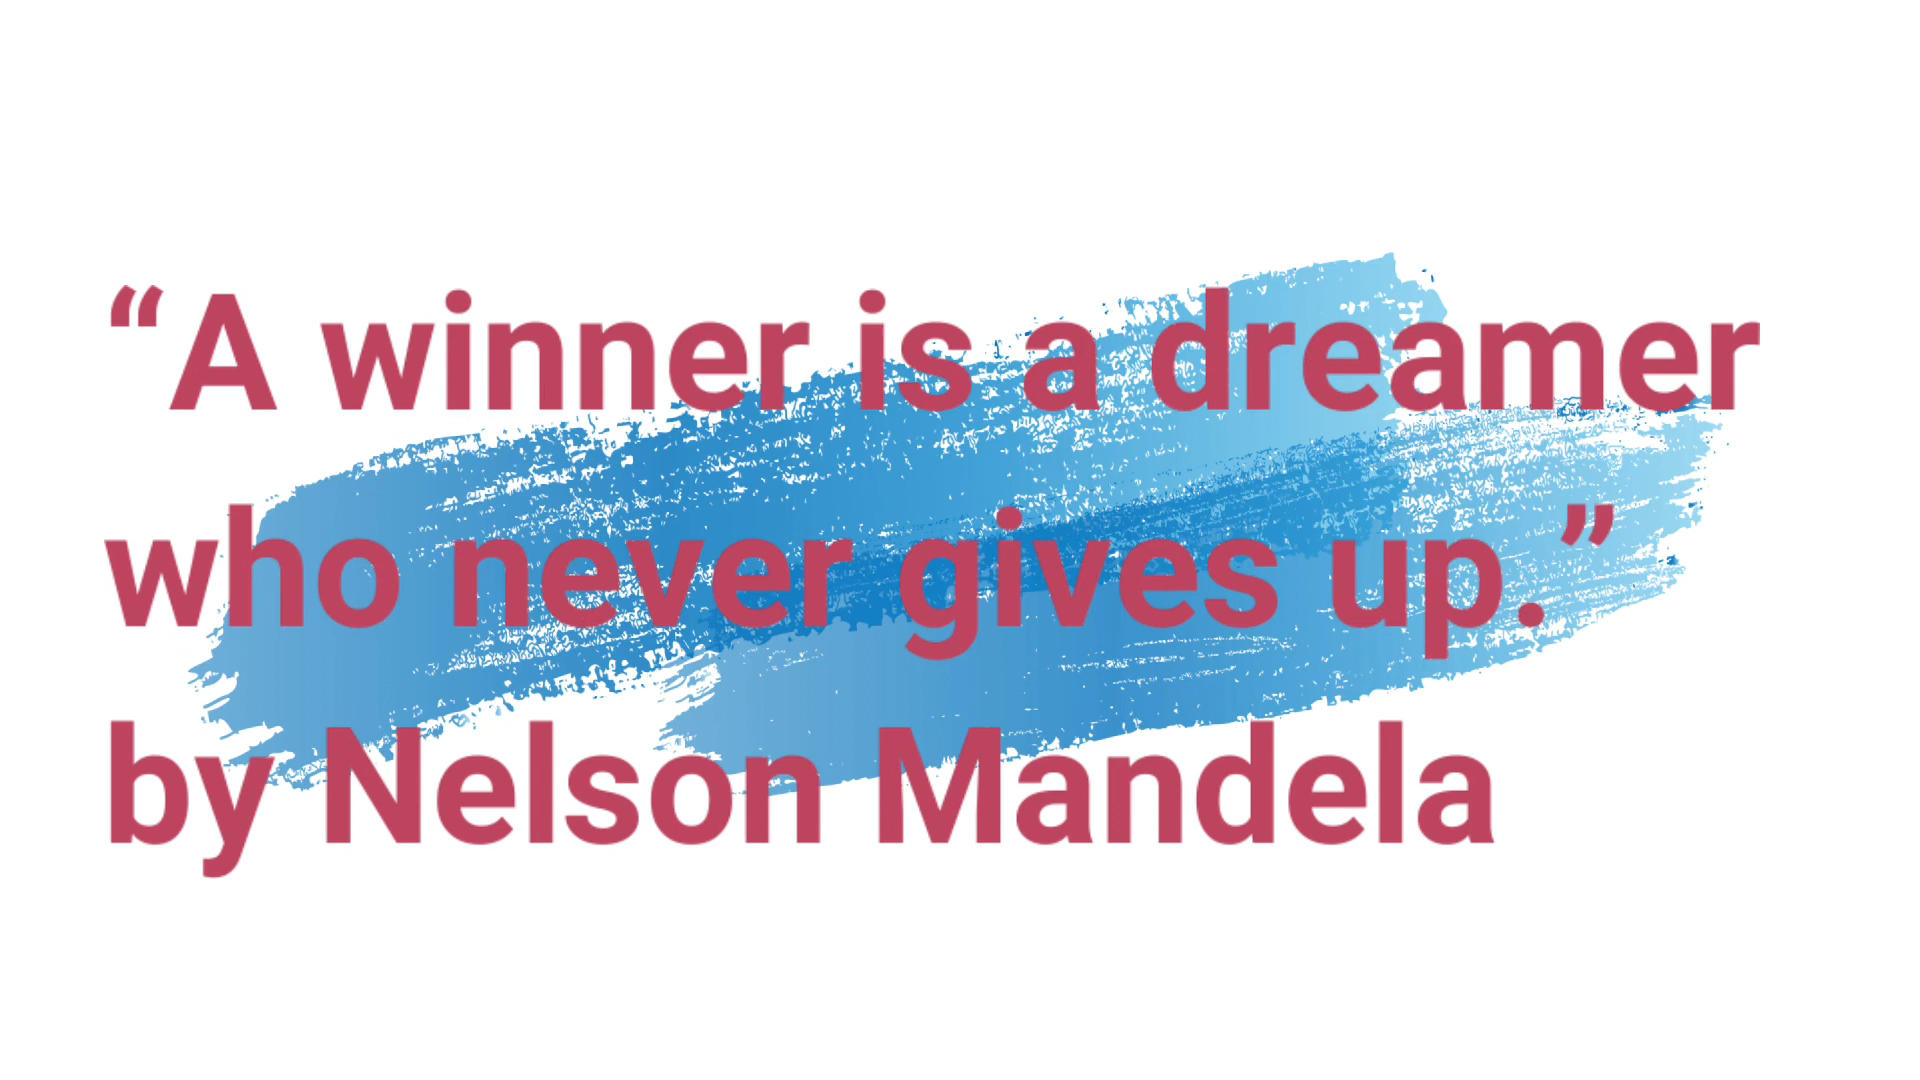 “A winner is a dreamer
who never gives up.”
by Nelson Mandela